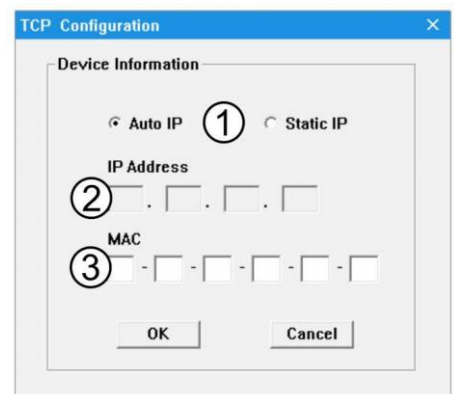 TCP Configuration ×
Device Information
Auto IP ① Static IP
IP Address
② . . .
MAC
③ - - - - -
OK Cancel